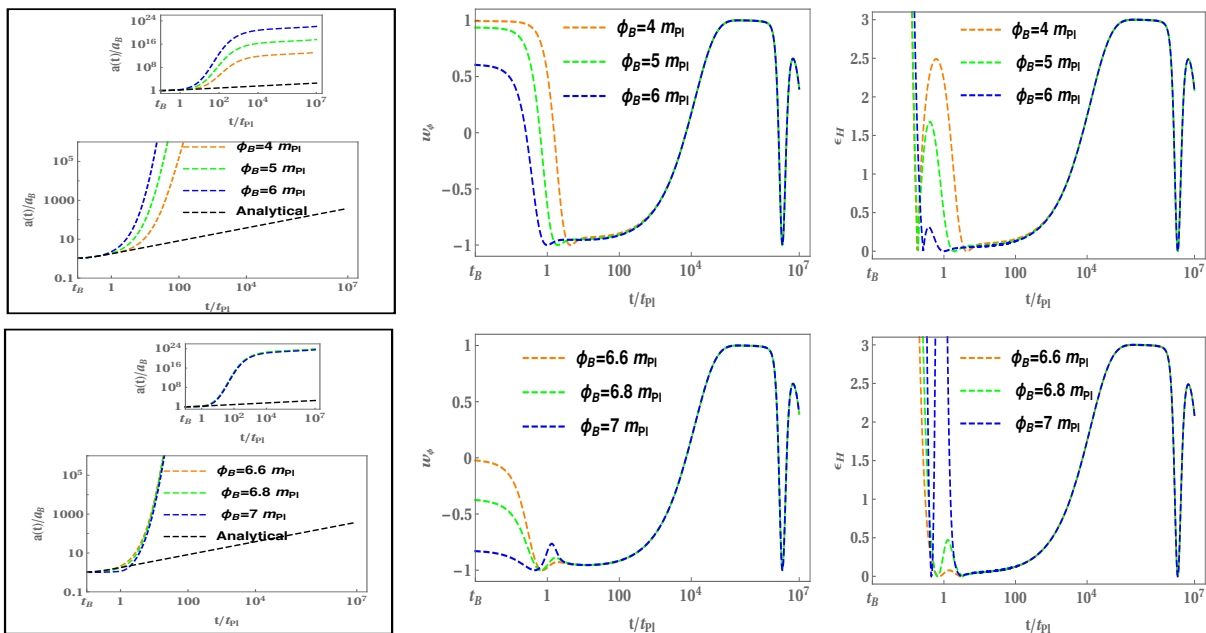 a(t)/a_B
10^24
10^16
10^8
1
t_B 1 10^2 10^4 10^7
t/t_Pl
a(t)/a_B
10^5
1000
10
0.1
ϕ_B=4 m_Pl
ϕ_B=5 m_Pl
ϕ_B=6 m_Pl
Analytical
t_B 1 100 10^4 10^7
t/t_Pl
w_ϕ
1
0.5
0
-0.5
-1
ϕ_B=4 m_Pl
ϕ_B=5 m_Pl
ϕ_B=6 m_Pl
t_B 1 100 10^4 10^7
t/t_Pl
ϵ_H
3
2.5
2
1.5
1
0.5
0
ϕ_B=4 m_Pl
ϕ_B=5 m_Pl
ϕ_B=6 m_Pl
t_B 1 100 10^4 10^7
t/t_Pl
a(t)/a_B
10^24
10^16
10^8
1
t_B 1 10^2 10^4 10^7
t/t_Pl
a(t)/a_B
10^5
1000
10
0.1
ϕ_B=6.6 m_Pl
ϕ_B=6.8 m_Pl
ϕ_B=7 m_Pl
Analytical
t_B 1 100 10^4 10^7
t/t_Pl
w_ϕ
1
0.5
0
-0.5
-1
ϕ_B=6.6 m_Pl
ϕ_B=6.8 m_Pl
ϕ_B=7 m_Pl
t_B 1 100 10^4 10^7
t/t_Pl
ϵ_H
3
2.5
2
1.5
1
0.5
0
ϕ_B=6.6 m_Pl
ϕ_B=6.8 m_Pl
ϕ_B=7 m_Pl
t_B 1 100 10^4 10^7
t/t_Pl